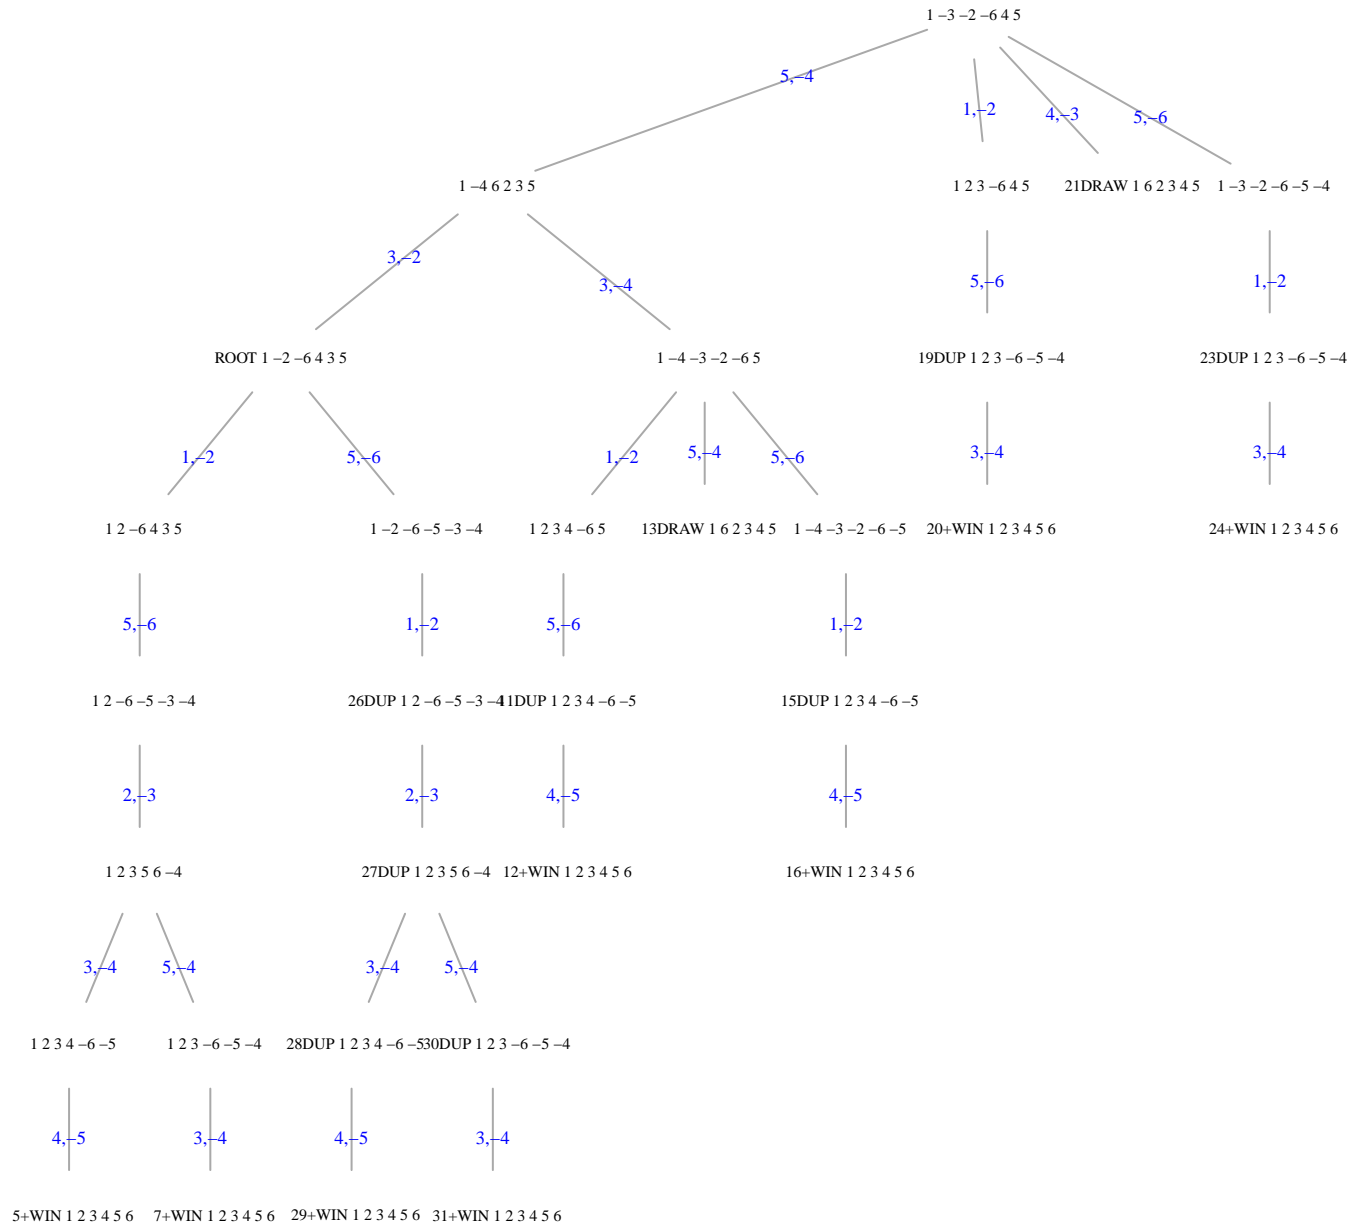 1 –3 –2 –6 4 5
5,–4
1,–2
4,–3
5,–6
1 –4 6 2 3 5
1 2 3 –6 4 5
21DRAW 1 6 2 3 4 5
1 –3 –2 –6 –5 –4
3,–2
3,–4
5,–6
1,–2
ROOT 1 –2 –6 4 3 5
1 –4 –3 –2 –6 5
19DUP 1 2 3 –6 –5 –4
23DUP 1 2 3 –6 –5 –4
1,–2
5,–6
1,–2
5,–4
5,–6
3,–4
3,–4
1 2 –6 4 3 5
1 –2 –6 –5 –3 –4
1 2 3 4 –6 5
13DRAW 1 6 2 3 4 5
1 –4 –3 –2 –6 –5
20+WIN 1 2 3 4 5 6
24+WIN 1 2 3 4 5 6
5,–6
1,–2
5,–6
1,–2
1 2 –6 –5 –3 –4
26DUP 1 2 –6 –5 –3 –4
11DUP 1 2 3 4 –6 –5
15DUP 1 2 3 4 –6 –5
2,–3
2,–3
4,–5
4,–5
1 2 3 5 6 –4
27DUP 1 2 3 5 6 –4
12+WIN 1 2 3 4 5 6
16+WIN 1 2 3 4 5 6
3,–4
5,–4
3,–4
5,–4
1 2 3 4 –6 –5
1 2 3 –6 –5 –4
28DUP 1 2 3 4 –6 –5
30DUP 1 2 3 –6 –5 –4
4,–5
3,–4
4,–5
3,–4
5+WIN 1 2 3 4 5 6
7+WIN 1 2 3 4 5 6
29+WIN 1 2 3 4 5 6
31+WIN 1 2 3 4 5 6